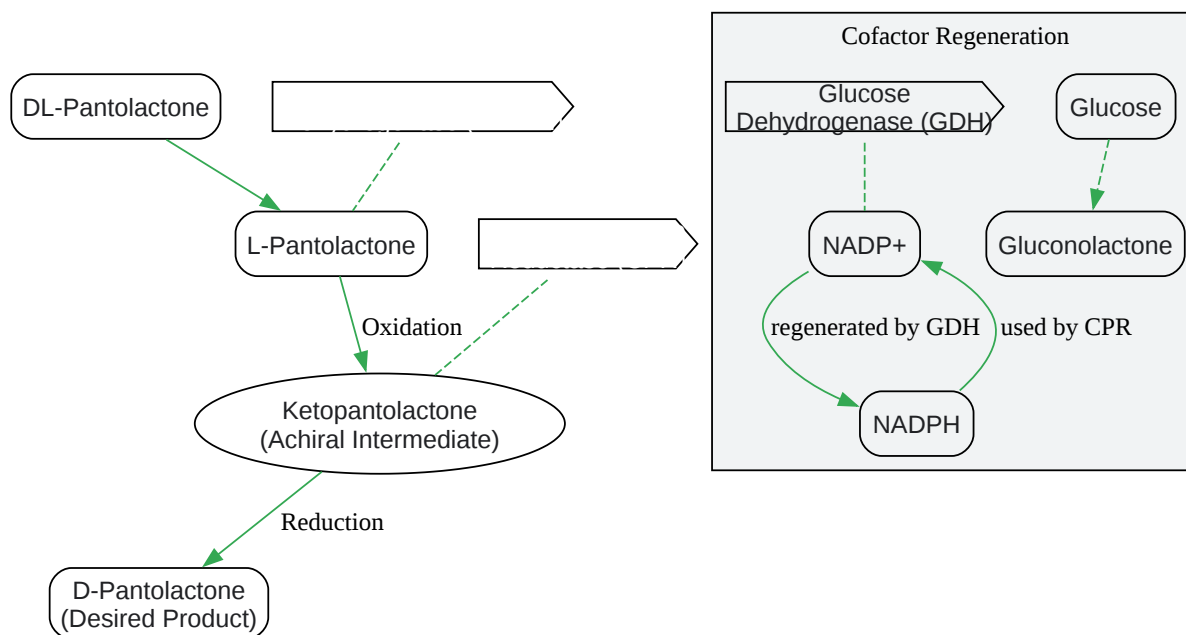 Cofactor Regeneration
DL-Pantolactone
Glucose
Dehydrogenase (GDH)
Glucose
L-Pantolactone
NADP+
Gluconolactone
Oxidation
regenerated by GDH
used by CPR
Ketopantolactone
(Achiral Intermediate)
NADPH
Reduction
D-Pantolactone
(Desired Product)